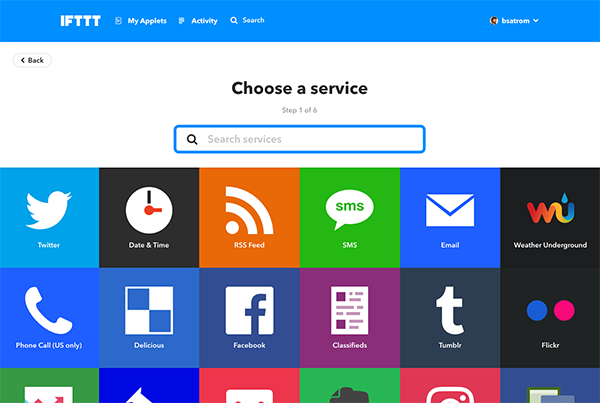 IFTTT My Applets Activity Search bsatrom
Back
Choose a service
Step 1 of 6
Search services
sms
Twitter Date & Time RSS Feed SMS Email Weather Underground
Phone Call (US only) Delicious Facebook Classifieds Tumblr Flickr